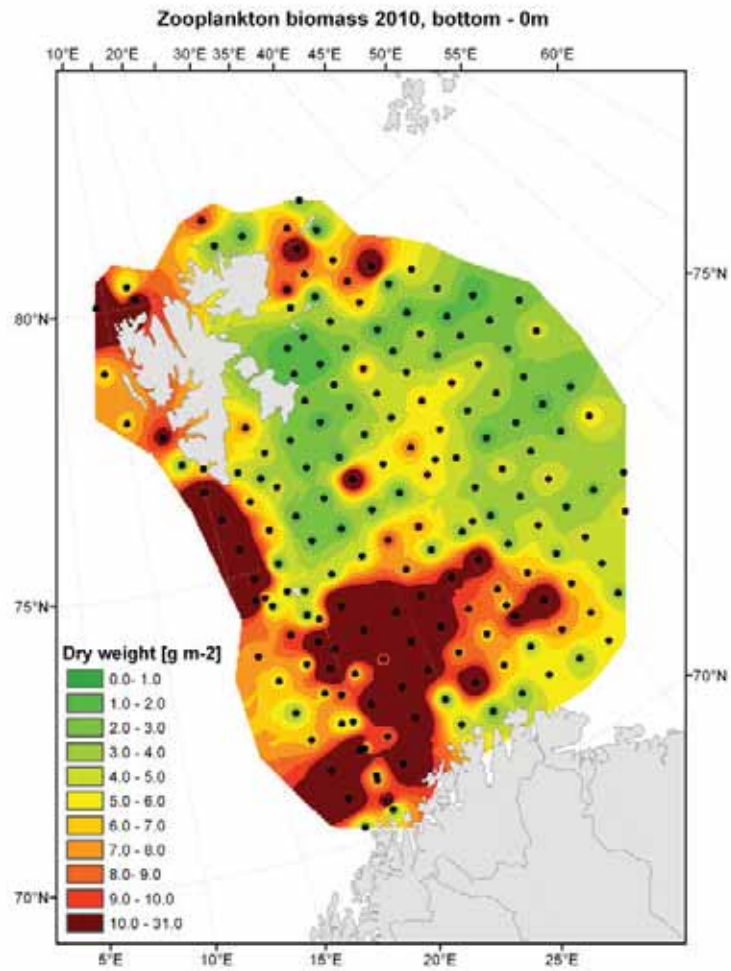 Zooplankton biomass 2010, bottom - 0m
10°E 20°E 30°E 35°E 40°E 45°E 50°E 55°E 60°E
75°N
80°N
75°N
70°N
Dry weight [g m-2]
0.0- 1.0
1.0 - 2.0
2.0 - 3.0
3.0 - 4.0
4.0 - 5.0
5.0 - 6.0
6.0 - 7.0
7.0 - 8.0
8.0- 9.0
9.0 - 10.0
10.0 - 31.0
70°N
5°E 10°E 15°E 20°E 25°E